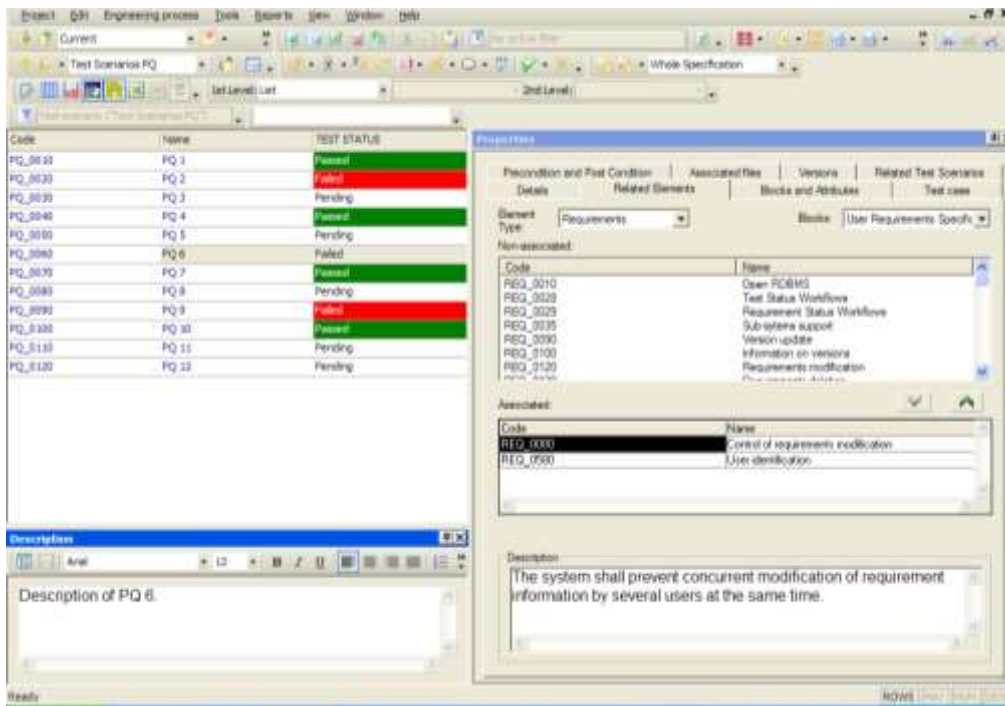 Project Edit Engineering process Tools Reports View Window Help
Current
Test Scenarios PQ
Whole Specification
1st Level: List
2nd Level:
Code Name TEST STATUS
PQ_0010 PQ 1 Passed
PQ_0020 PQ 2 Failed
PQ_0030 PQ 3 Pending
PQ_0040 PQ 4 Passed
PQ_0050 PQ 5 Pending
PQ_0060 PQ 6 Failed
PQ_0070 PQ 7 Passed
PQ_0080 PQ 8 Pending
PQ_0090 PQ 9 Failed
PQ_0100 PQ 10 Passed
PQ_0110 PQ 11 Pending
PQ_0120 PQ 12 Pending
Description
Arial 12 B I U
Description of PQ 6.
Ready
Properties
Precondition and Post Condition Associated files Versions Related Test Scenarios
Details Related Elements Blocks and Attributes Test case
Element Type: Requirements Blocks User Requirements Specific
Non-associated:
Code Name
REQ_0010 Open RDBMS
REQ_0028 Test Status Workflows
REQ_0029 Requirement Status Workflows
REQ_0035 Sub-systems support
REQ_0090 Version update
REQ_0100 Information on versions
REQ_0120 Requirements modification
Associated:
Code Name
REQ_0080 Control of requirements modification
REQ_0580 User identification
Description
The system shall prevent concurrent modification of requirement
information by several users at the same time.
ROWS